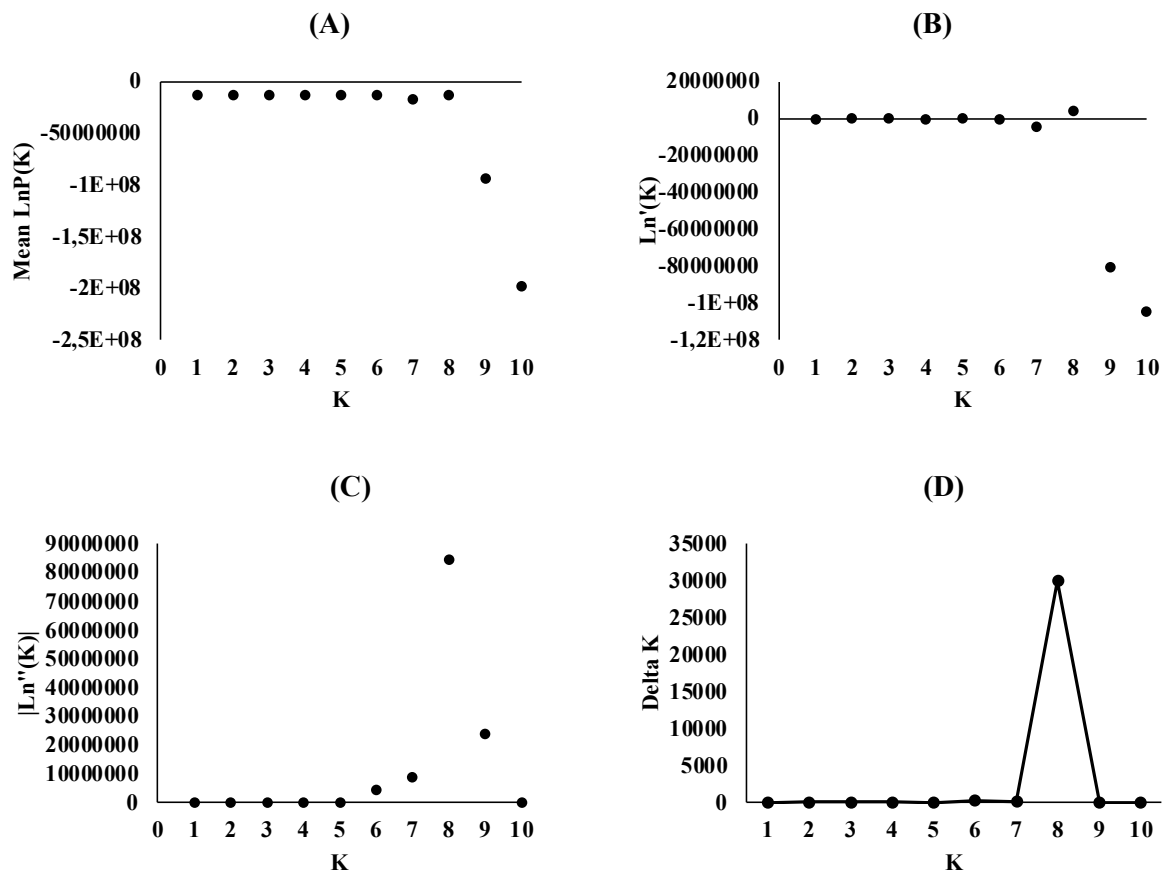 (A)
Mean LnP(K)
0
-50000000
-1E+08
-1,5E+08
-2E+08
-2,5E+08
0 1 2 3 4 5 6 7 8 9 10
K
(B)
Ln'(K)
20000000
0
-20000000
-40000000
-60000000
-80000000
-1E+08
-1,2E+08
0 1 2 3 4 5 6 7 8 9 10
K
(C)
|Ln"(K)|
90000000
80000000
70000000
60000000
50000000
40000000
30000000
20000000
10000000
0
0 1 2 3 4 5 6 7 8 9 10
K
(D)
Delta K
35000
30000
25000
20000
15000
10000
5000
0
1 2 3 4 5 6 7 8 9 10
K